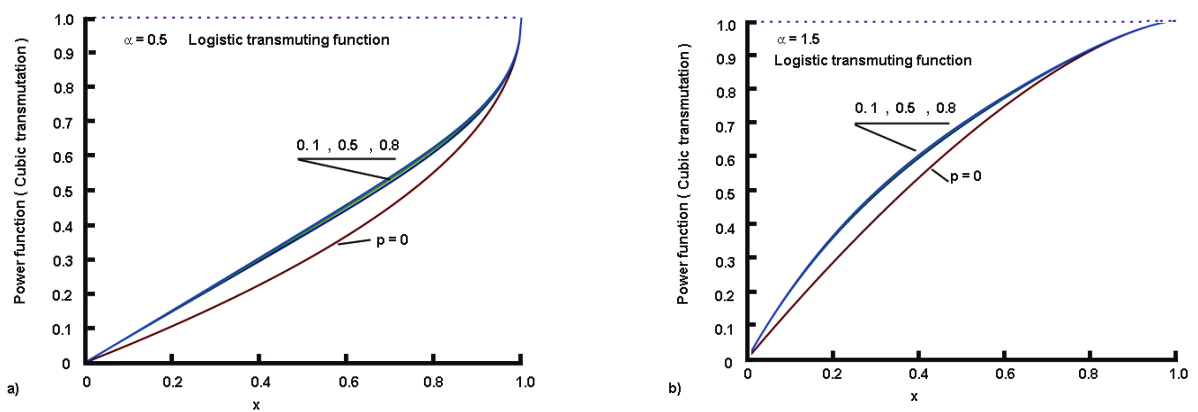 1.0
0.9
0.8
0.7
0.6
0.5
0.4
0.3
0.2
0.1
0
Power function ( Cubic transmutation )
α = 0.5 Logistic transmuting function
0. 1 , 0.5 , 0.8
p = 0
0 0.2 0.4 0.6 0.8 1.0
x
a)
1.0
0.9
0.8
0.7
0.6
0.5
0.4
0.3
0.2
0.1
0
Power function ( Cubic transmutation )
α = 1.5
Logistic transmuting function
0. 1 , 0.5 , 0.8
p = 0
0 0.2 0.4 0.6 0.8 1.0
x
b)